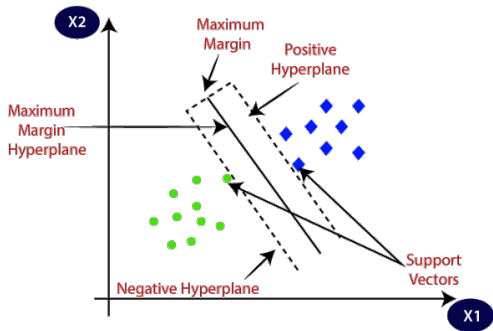 X2
Maximum
Margin
Positive
Hyperplane
Maximum
Margin
Hyperplane
Support
Vectors
Negative Hyperplane
X1